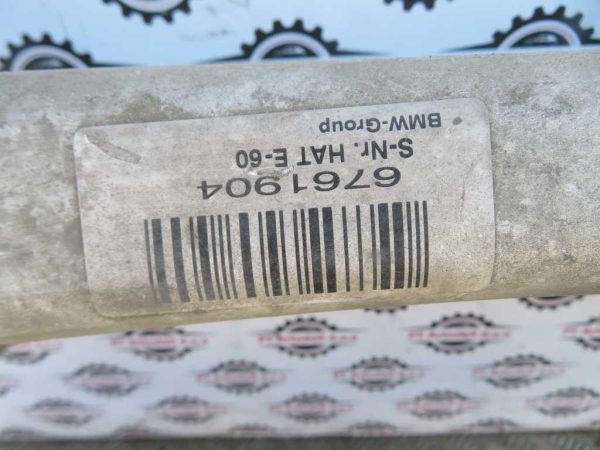 BMW-Group
S-Nr. HAT E-60
6761904